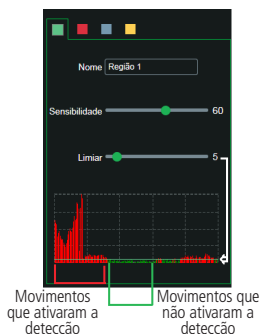 Nome Região 1
Sensibilidade 60
Limiar 5
Movimentos
que ativaram a
detecção
Movimentos que
não ativaram a
detecção